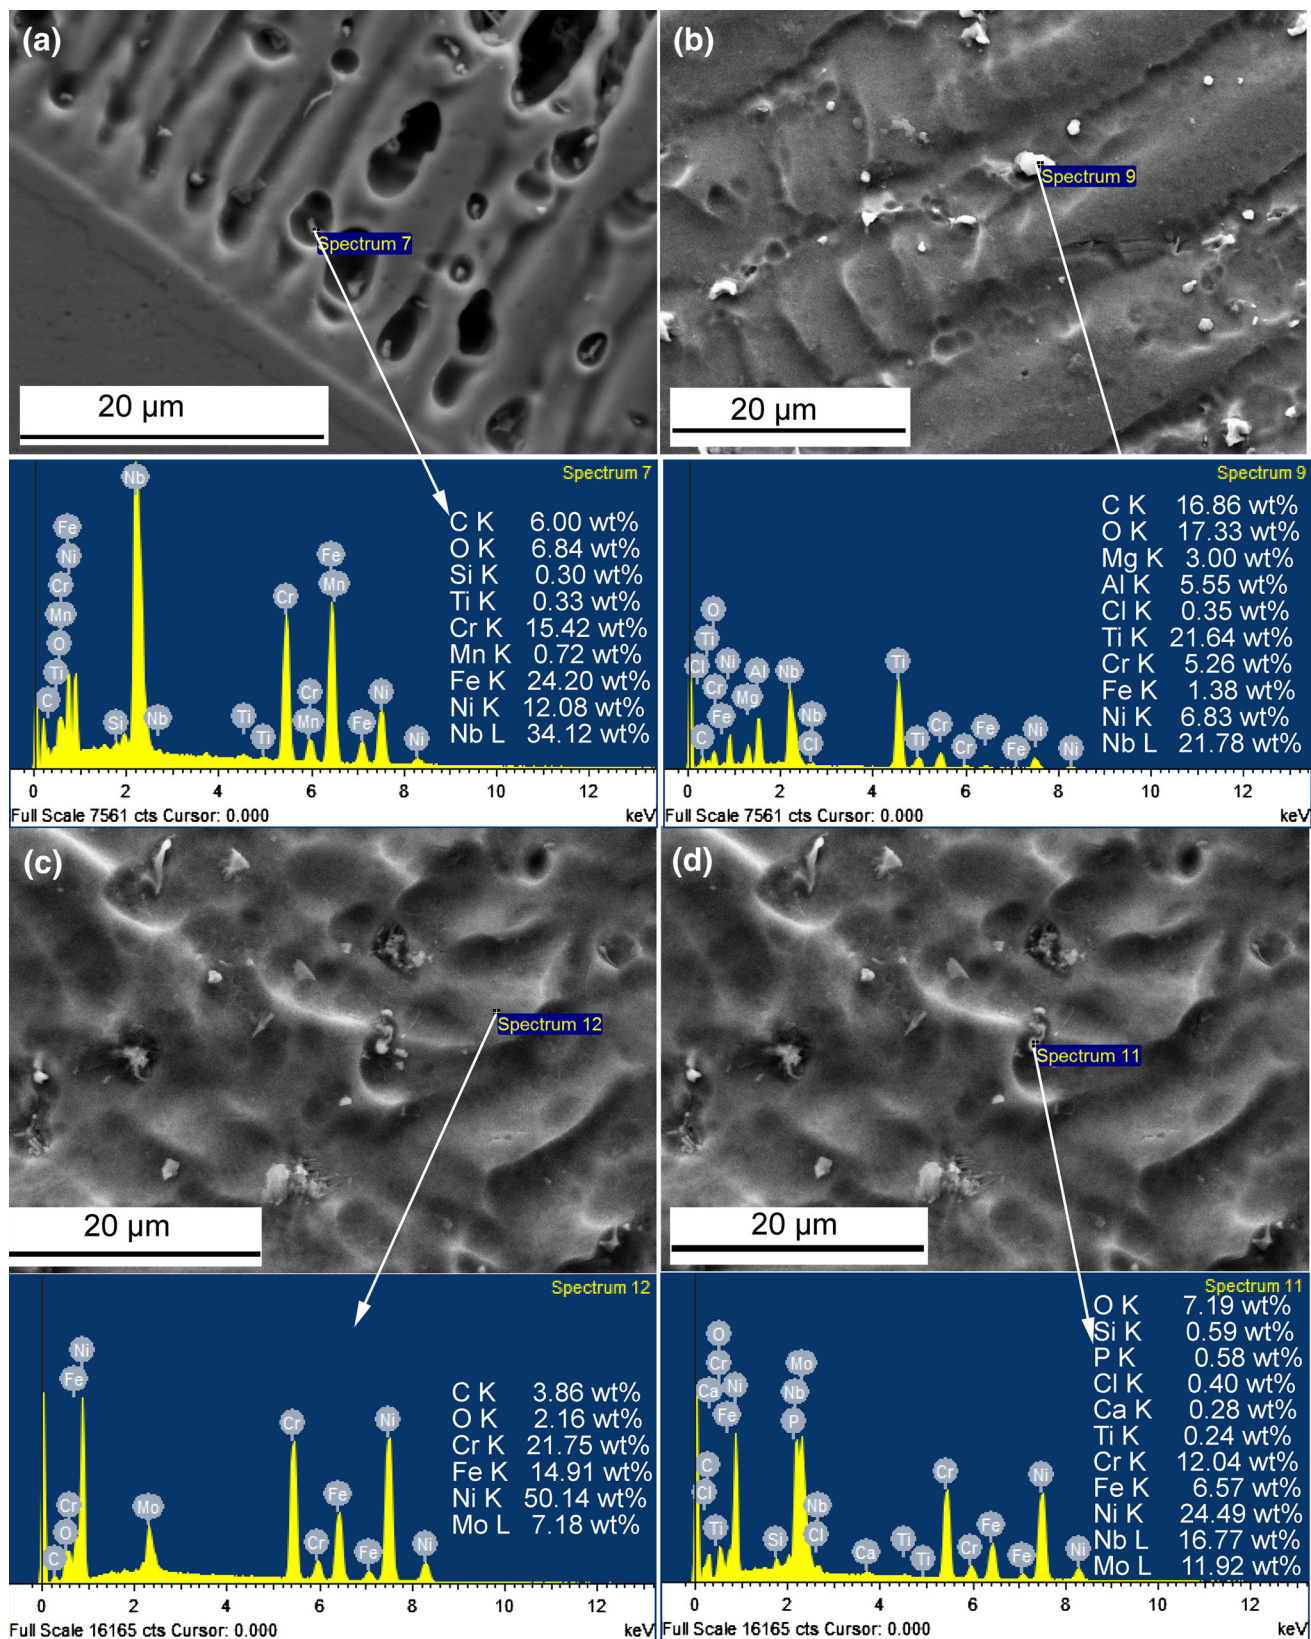 (a)
Spectrum 7
20 µm
(b)
Spectrum 9
20 µm
Spectrum 7
Nb
Fe
Ni
Cr
Mn
O
Ti
C
Si
Nb
Ti
Ti
Cr
Cr
Mn
Fe
Mn
Fe
Ni
Ni
C K 6.00 wt%
O K 6.84 wt%
Si K 0.30 wt%
Ti K 0.33 wt%
Cr K 15.42 wt%
Mn K 0.72 wt%
Fe K 24.20 wt%
Ni K 12.08 wt%
Nb L 34.12 wt%
0 2 4 6 8 10 12
Full Scale 7561 cts Cursor: 0.000 keV
Spectrum 9
O
Ti
Cl
Ni
Cr
Fe
C
Al
Mg
Nb
Nb
Cl
Ti
Ti
Cr
Cr
Fe
Fe
Ni
Ni
C K 16.86 wt%
O K 17.33 wt%
Mg K 3.00 wt%
Al K 5.55 wt%
Cl K 0.35 wt%
Ti K 21.64 wt%
Cr K 5.26 wt%
Fe K 1.38 wt%
Ni K 6.83 wt%
Nb L 21.78 wt%
0 2 4 6 8 10 12
Full Scale 7561 cts Cursor: 0.000 keV
(c)
Spectrum 12
20 µm
(d)
Spectrum 11
20 µm
Spectrum 12
Ni
Fe
Cr
O
C
Mo
Cr
Cr
Fe
Fe
Ni
Ni
C K 3.86 wt%
O K 2.16 wt%
Cr K 21.75 wt%
Fe K 14.91 wt%
Ni K 50.14 wt%
Mo L 7.18 wt%
0 2 4 6 8 10 12
Full Scale 16165 cts Cursor: 0.000 keV
Spectrum 11
O
Cr
Ca
Ni
Fe
C
Cl
Ti
Mo
Nb
P
Si
Nb
Cl
Ca
Ti
Ti
Cr
Cr
Fe
Fe
Ni
Ni
O K 7.19 wt%
Si K 0.59 wt%
P K 0.58 wt%
Cl K 0.40 wt%
Ca K 0.28 wt%
Ti K 0.24 wt%
Cr K 12.04 wt%
Fe K 6.57 wt%
Ni K 24.49 wt%
Nb L 16.77 wt%
Mo L 11.92 wt%
0 2 4 6 8 10 12
Full Scale 16165 cts Cursor: 0.000 keV